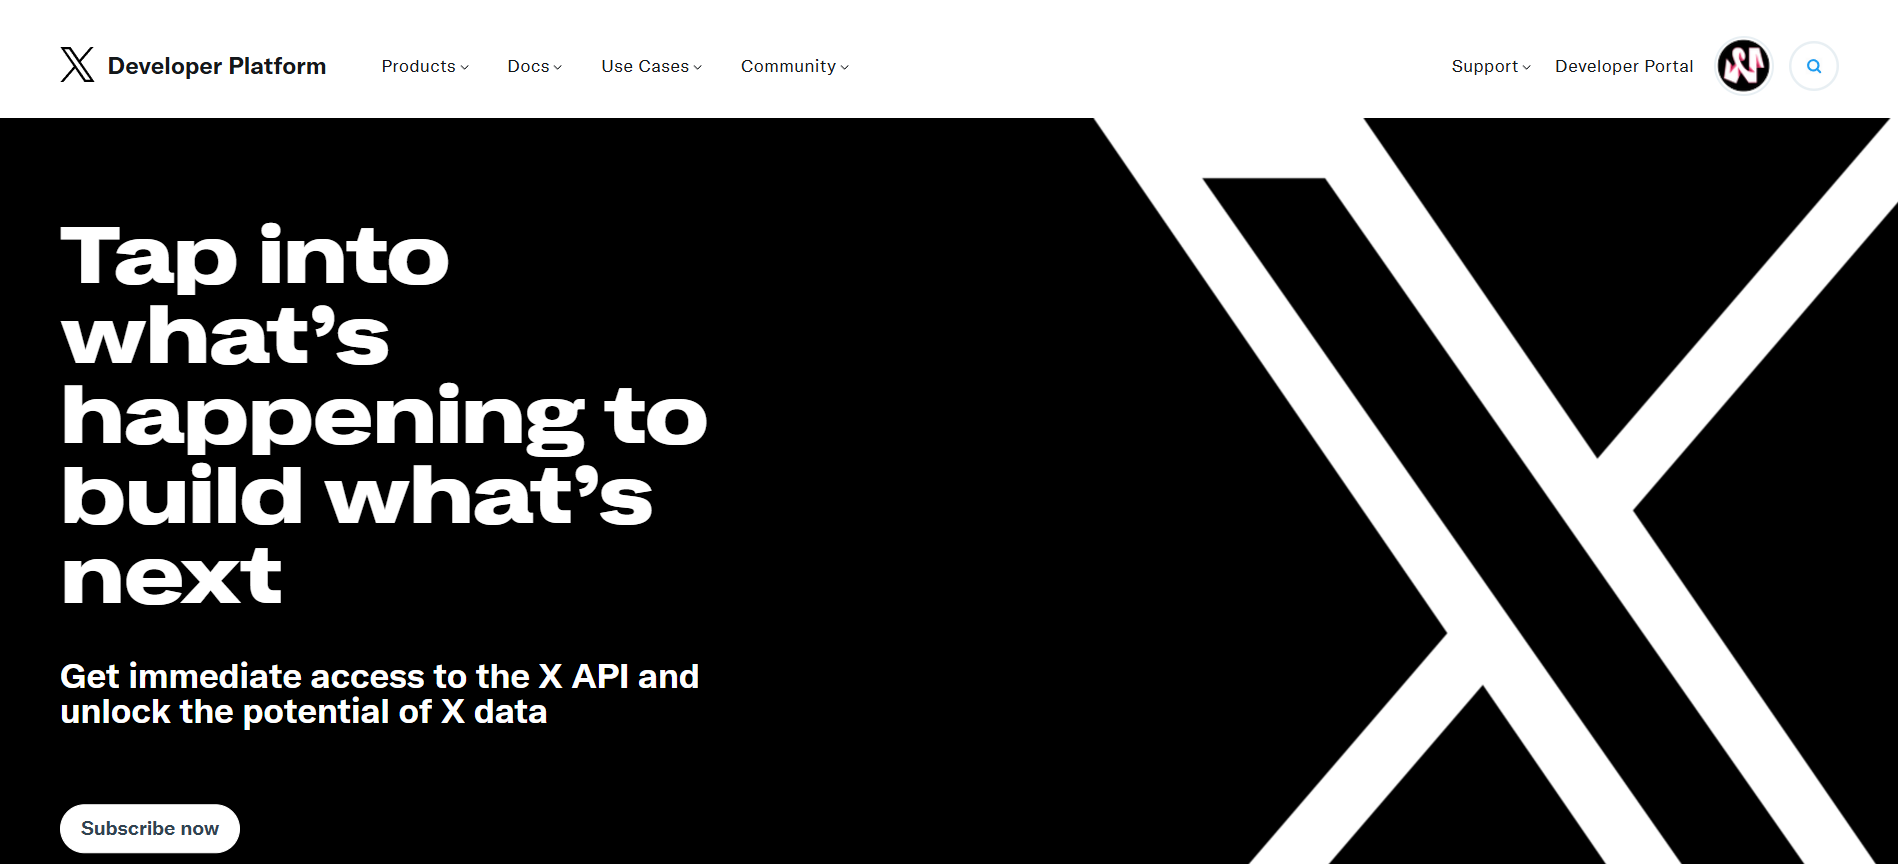 Developer Platform
Products
Docs
Use Cases
Community
Support
Developer Portal
Tap into
what’s
happening to
build what’s
next
Get immediate access to the X API and
unlock the potential of X data
Subscribe now